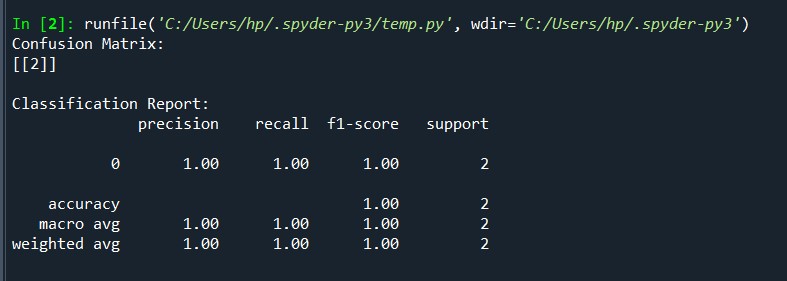 In [2]: runfile('C:/Users/hp/.spyder-py3/temp.py', wdir='C:/Users/hp/.spyder-py3')
Confusion Matrix:
[[2]]
Classification Report:
precision recall f1-score support
0 1.00 1.00 1.00 2
accuracy 1.00 2
macro avg 1.00 1.00 1.00 2
weighted avg 1.00 1.00 1.00 2